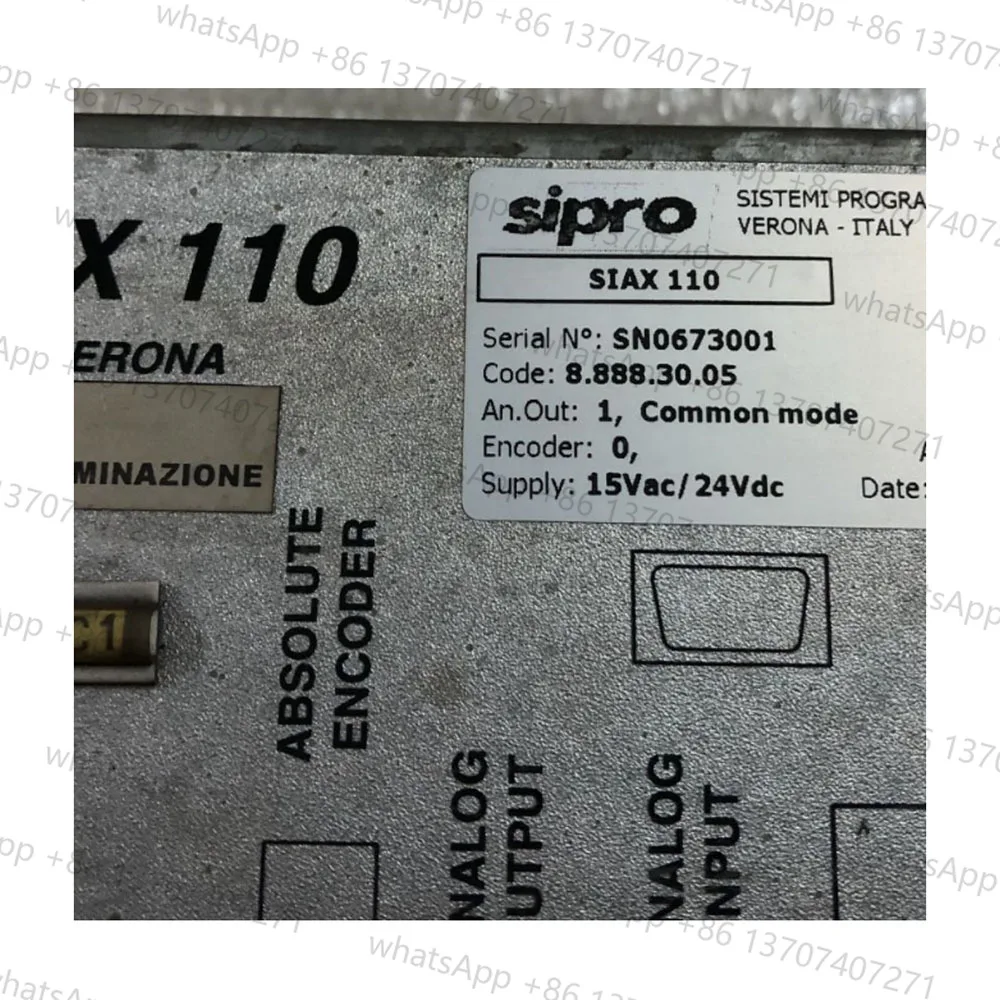 X 110
ERONA
MINAZIONE
C1
sipro
SISTEMI PROGRA
VERONA - ITALY
SIAX 110
Serial N°: SN0673001
Code: 8.888.30.05
An.Out: 1, Common mode
Encoder: 0,
Supply: 15Vac/24Vdc
Date:
ABSOLUTE
ENCODER
NALOG
UTPUT
NALOG
NPUT
whatsApp +86 13707407271